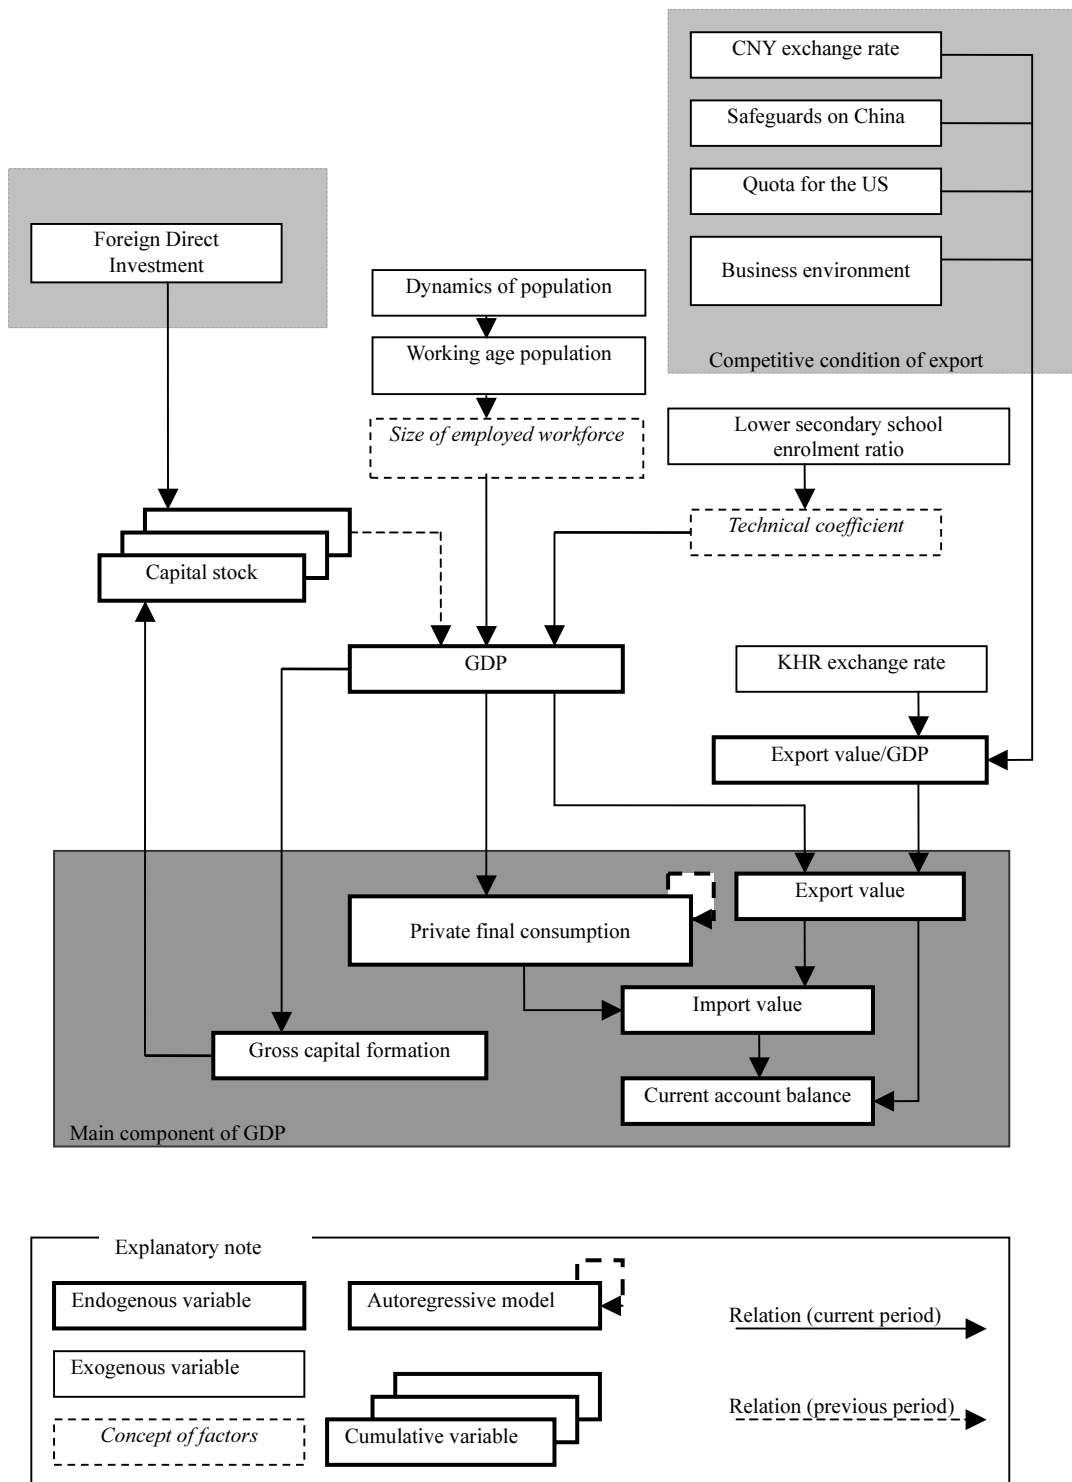 CNY exchange rate
Safeguards on China
Quota for the US
Business environment
Competitive condition of export
Foreign Direct
Investment
Dynamics of population
Working age population
Size of employed workforce
Lower secondary school
enrolment ratio
Technical coefficient
Capital stock
GDP
KHR exchange rate
Export value/GDP
Export value
Private final consumption
Import value
Gross capital formation
Current account balance
Main component of GDP
Explanatory note
Endogenous variable
Autoregressive model
Relation (current period)
Exogenous variable
Relation (previous period)
Concept of factors
Cumulative variable